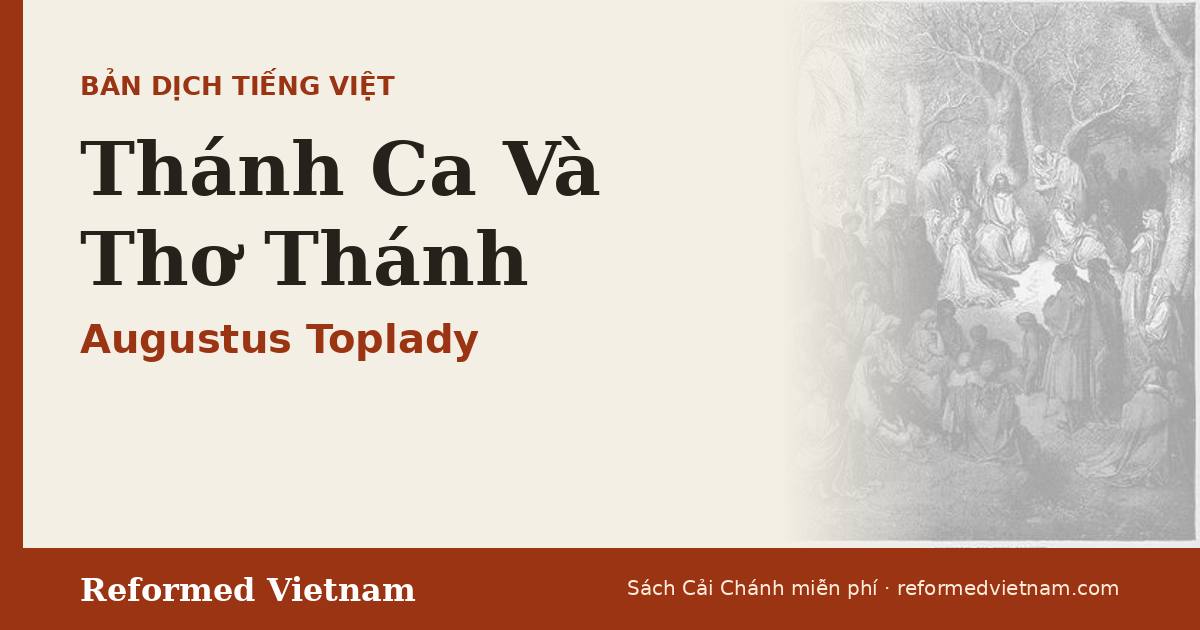 BẢN DỊCH TIẾNG VIỆT
Thánh Ca Và
Thơ Thánh
Augustus Toplady
Reformed Vietnam
Sách Cải Chánh miễn phí · reformedvietnam.com